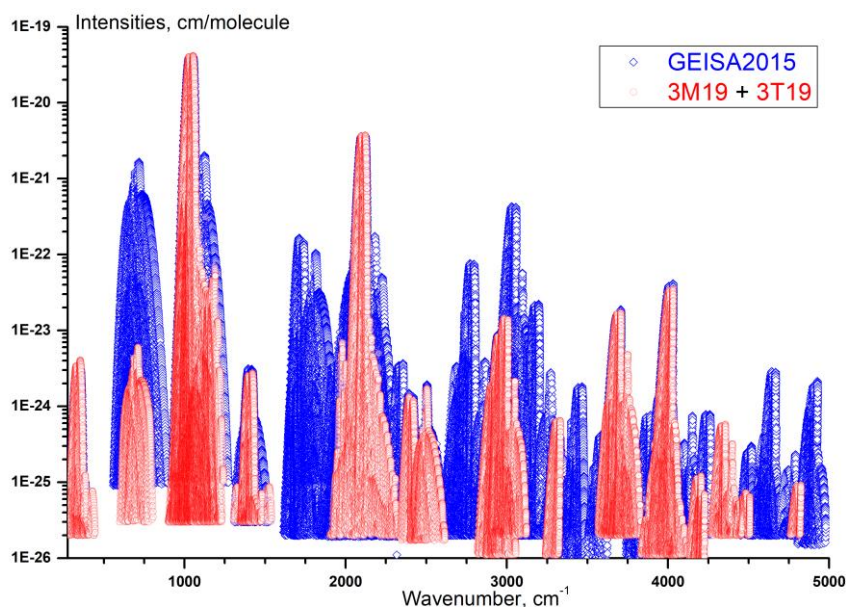 Intensities, cm/molecule
GEISA2015
3M19 + 3T19
1E-19
1E-20
1E-21
1E-22
1E-23
1E-24
1E-25
1E-26
1000
2000
3000
4000
5000
Wavenumber, cm⁻¹